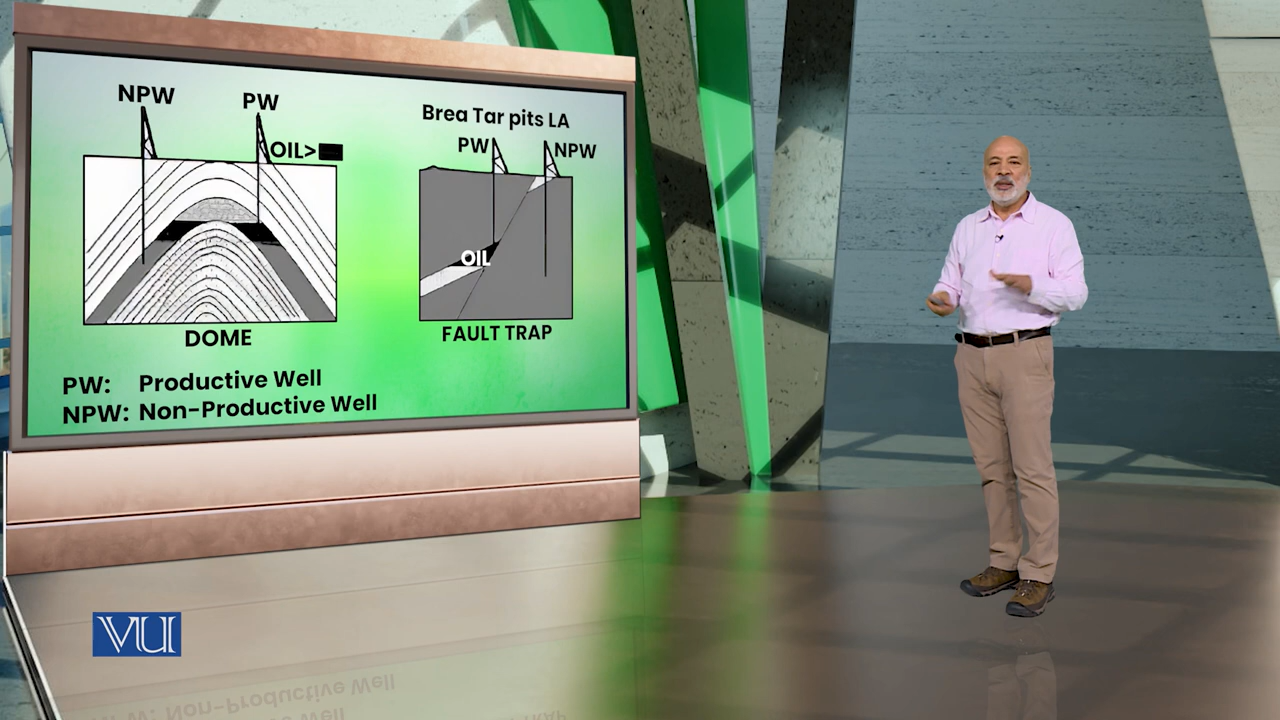 NPW
PW
OIL>
DOME
Brea Tar pits LA
PW
NPW
OIL
FAULT TRAP
PW: Productive Well
NPW: Non-Productive Well
VU